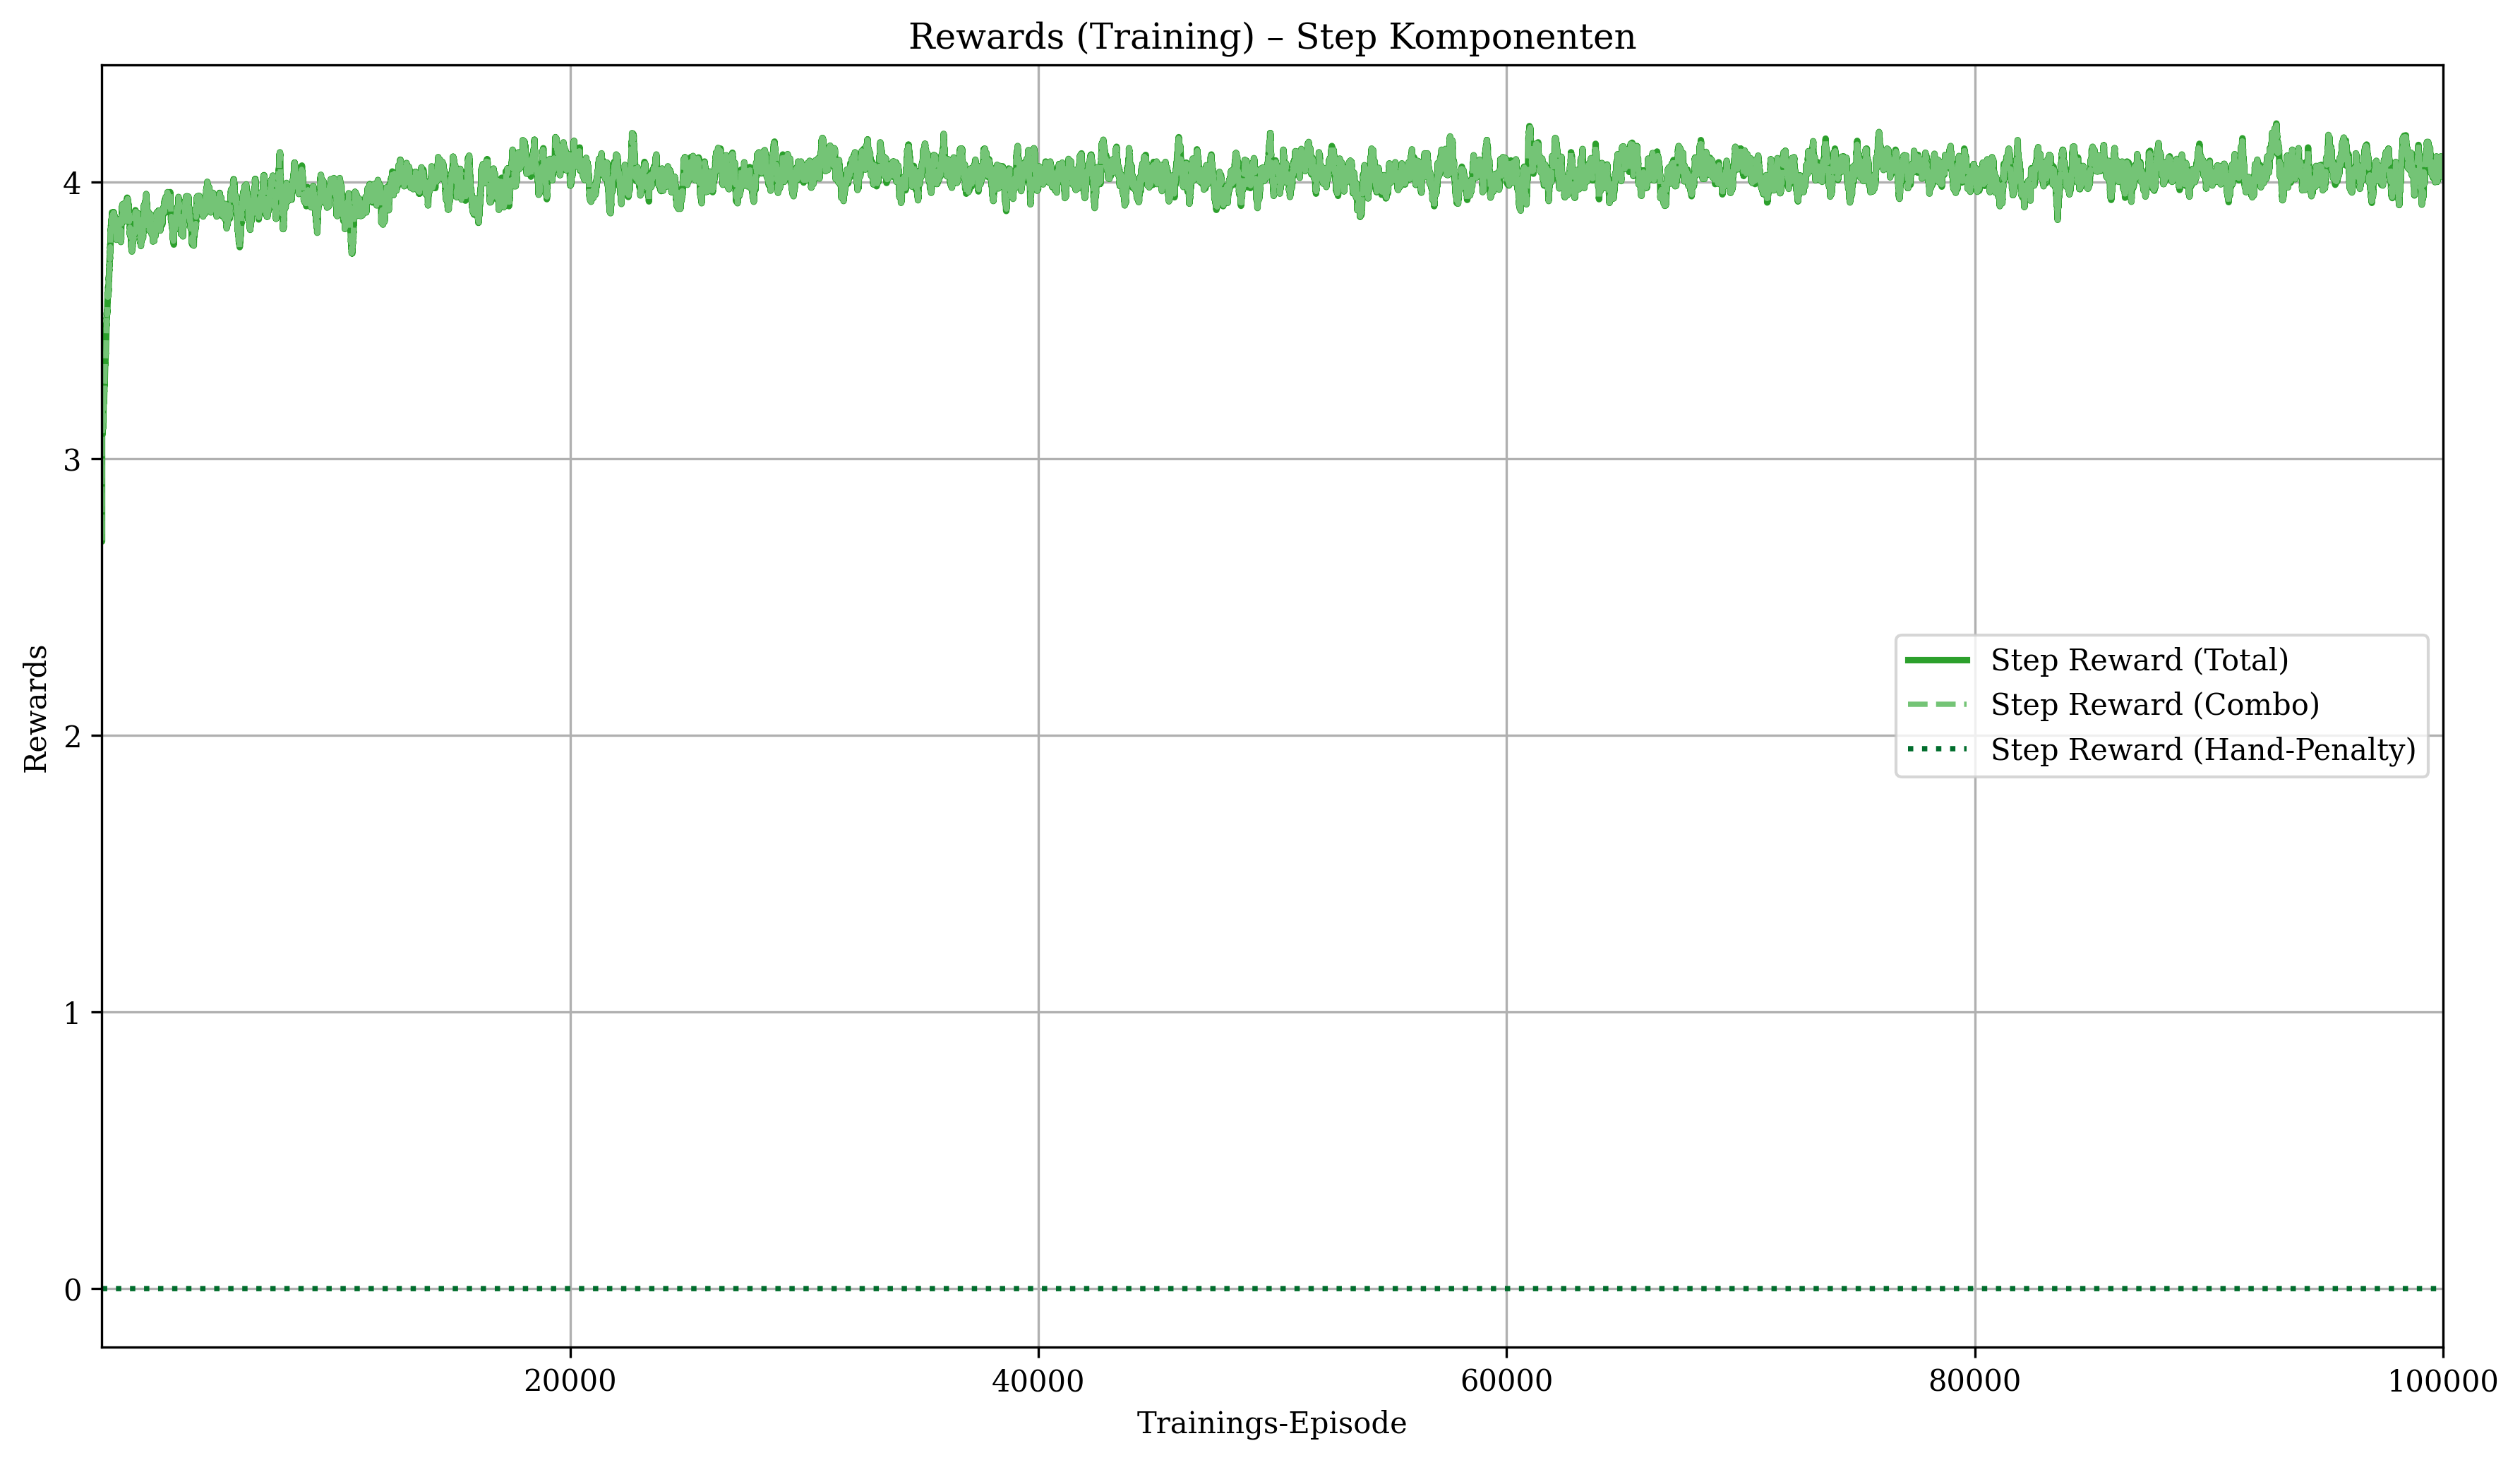 Rewards (Training) – Step Komponenten
Rewards
4
3
2
1
0
Step Reward (Total)
Step Reward (Combo)
Step Reward (Hand-Penalty)
20000
40000
60000
80000
100000
Trainings-Episode